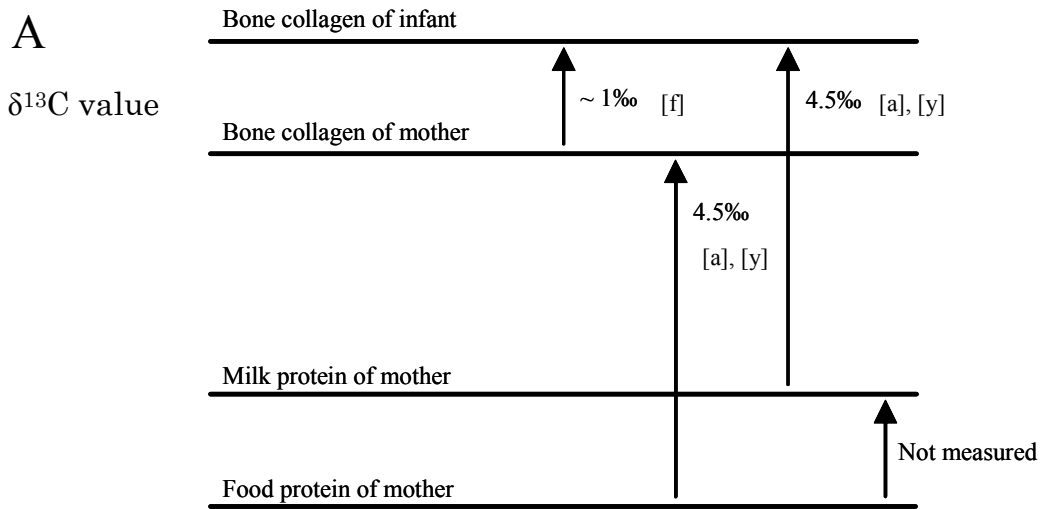 A
δ¹³C value
Bone collagen of infant
~ 1‰ [f]
4.5‰ [a], [y]
Bone collagen of mother
4.5‰
[a], [y]
Milk protein of mother
Not measured
Food protein of mother